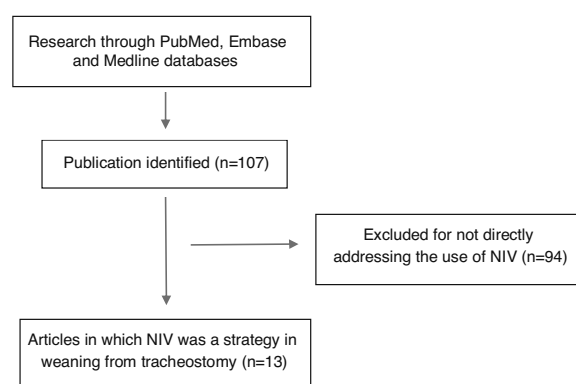 Research through PubMed, Embase
and Medline databases
Publication identified (n=107)
Excluded for not directly
addressing the use of NIV (n=94)
Articles in which NIV was a strategy in
weaning from tracheostomy (n=13)